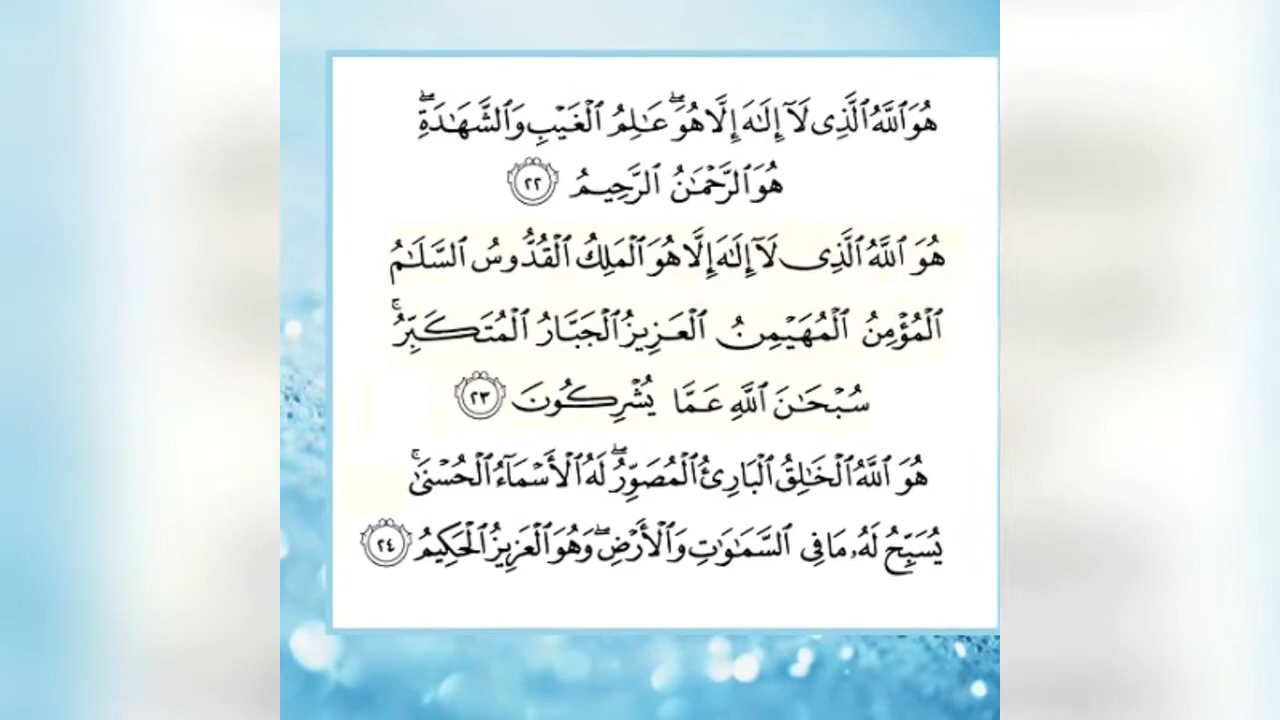 هُوَ ٱللَّهُ ٱلَّذِى لَآ إِلَٰهَ إِلَّا هُوَ ۖ عَٰلِمُ ٱلْغَيْبِ وَٱلشَّهَٰدَةِ ۖ
هُوَ ٱلرَّحْمَٰنُ ٱلرَّحِيمُ ٢٢
هُوَ ٱللَّهُ ٱلَّذِى لَآ إِلَٰهَ إِلَّا هُوَ ٱلْمَلِكُ ٱلْقُدُّوسُ ٱلسَّلَٰمُ
ٱلْمُؤْمِنُ ٱلْمُهَيْمِنُ ٱلْعَزِيزُ ٱلْجَبَّارُ ٱلْمُتَكَبِّرُ ۚ
سُبْحَٰنَ ٱللَّهِ عَمَّا يُشْرِكُونَ ٢٣
هُوَ ٱللَّهُ ٱلْخَٰلِقُ ٱلْبَارِئُ ٱلْمُصَوِّرُ ۖ لَهُ ٱلْأَسْمَآءُ ٱلْحُسْنَىٰ ۚ
يُسَبِّحُ لَهُۥ مَا فِى ٱلسَّمَٰوَٰتِ وَٱلْأَرْضِ ۖ وَهُوَ ٱلْعَزِيزُ ٱلْحَكِيمُ ٢٤